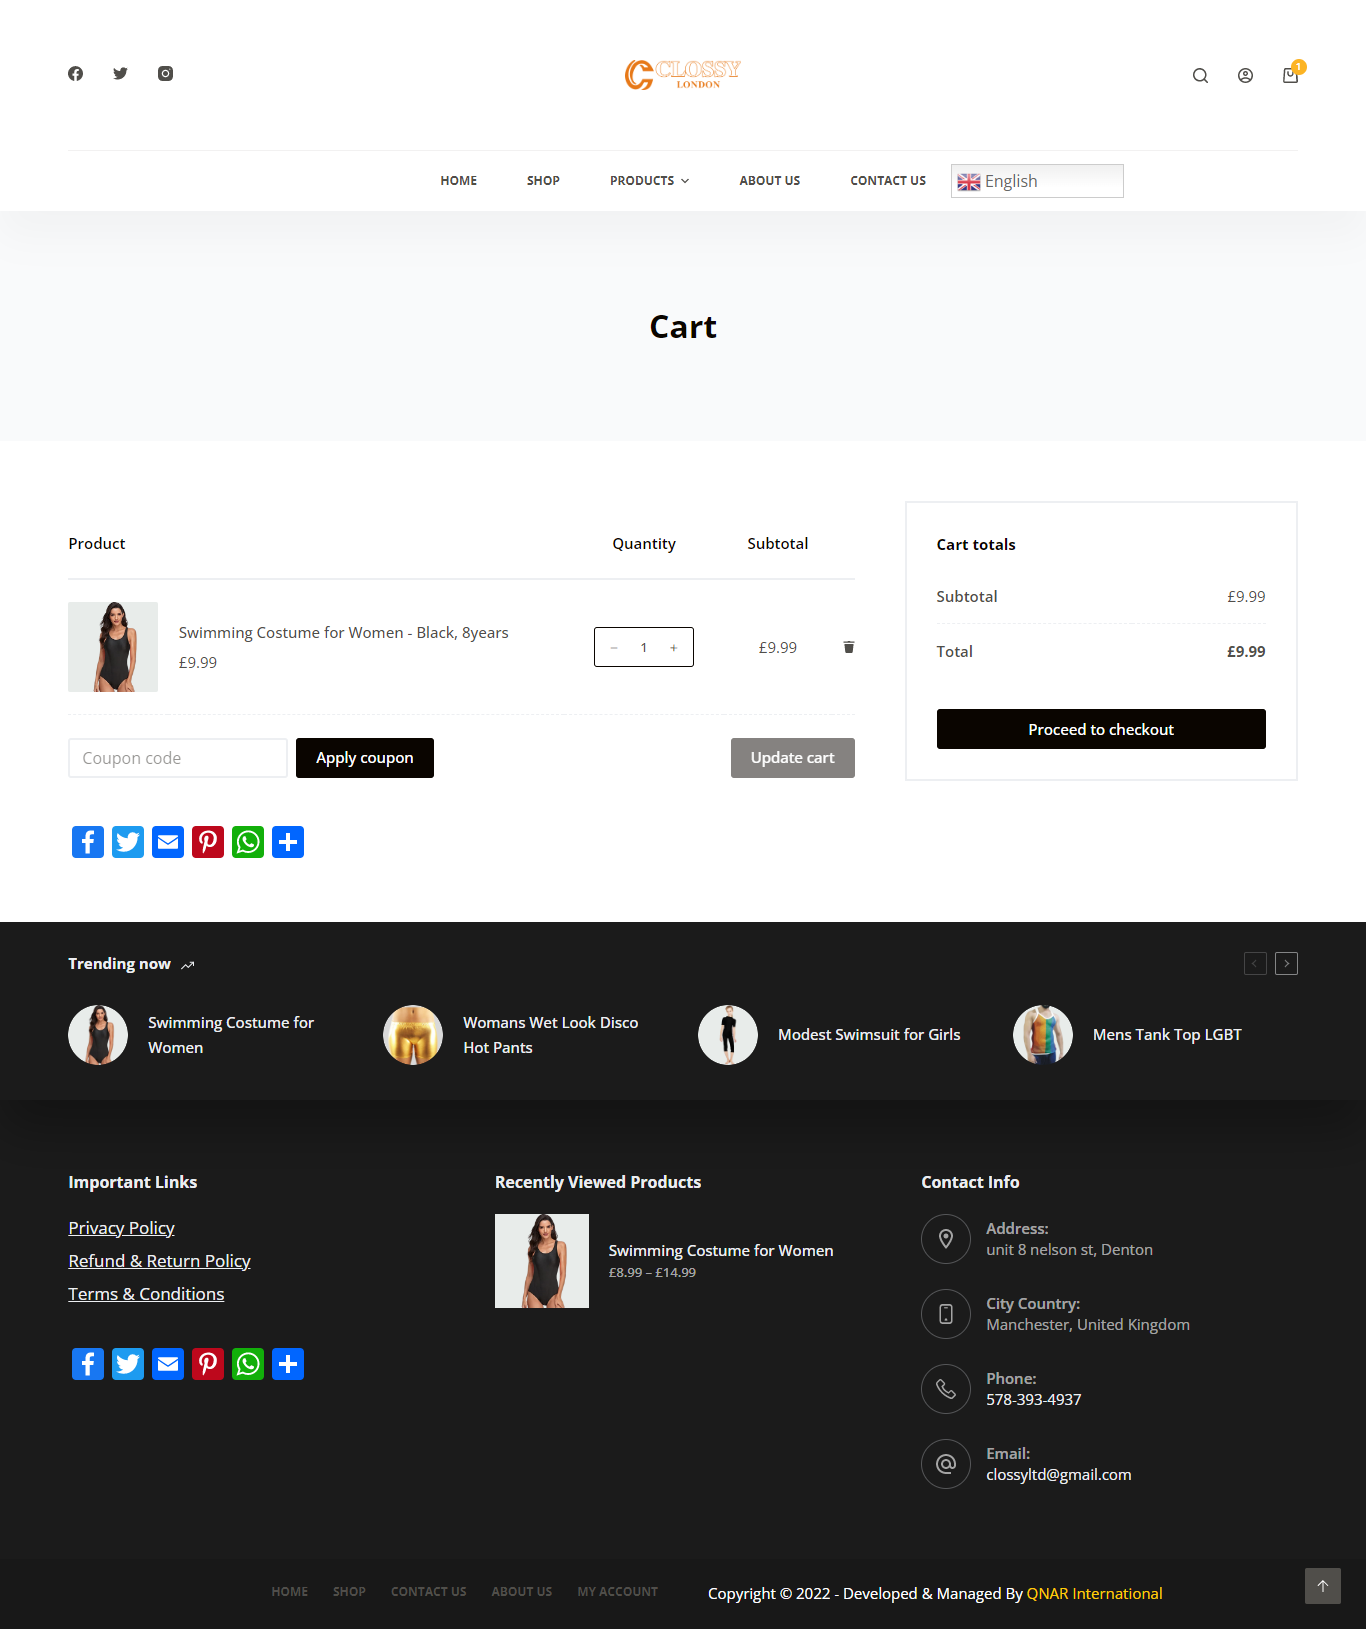 CLOSSY
LONDON
1
HOME
SHOP
PRODUCTS
ABOUT US
CONTACT US
English
Cart
Product
Quantity
Subtotal
Swimming Costume for Women - Black, 8years
£9.99
− 1 +
£9.99
Coupon code
Apply coupon
Update cart
Cart totals
Subtotal £9.99
Total £9.99
Proceed to checkout
Trending now
Swimming Costume for
Women
Womans Wet Look Disco
Hot Pants
Modest Swimsuit for Girls
Mens Tank Top LGBT
Important Links
Privacy Policy
Refund & Return Policy
Terms & Conditions
Recently Viewed Products
Swimming Costume for Women
£8.99 – £14.99
Contact Info
Address:
unit 8 nelson st, Denton
City Country:
Manchester, United Kingdom
Phone:
578-393-4937
Email:
clossyltd@gmail.com
HOME
SHOP
CONTACT US
ABOUT US
MY ACCOUNT
Copyright © 2022 - Developed & Managed By QNAR International